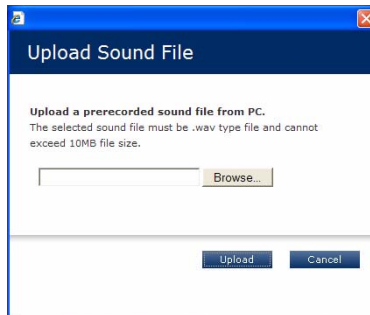 Upload Sound File
Upload a prerecorded sound file from PC.
The selected sound file must be .wav type file and cannot
exceed 10MB file size.
Browse...
Upload Cancel